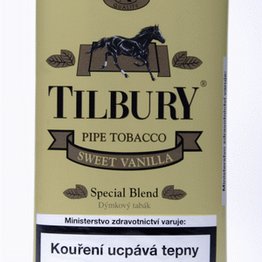 TILBURY®
PIPE TOBACCO
SWEET VANILLA
Special Blend
Dýmkový tabák
Ministerstvo zdravotnictví varuje:
Kouření ucpává tepny